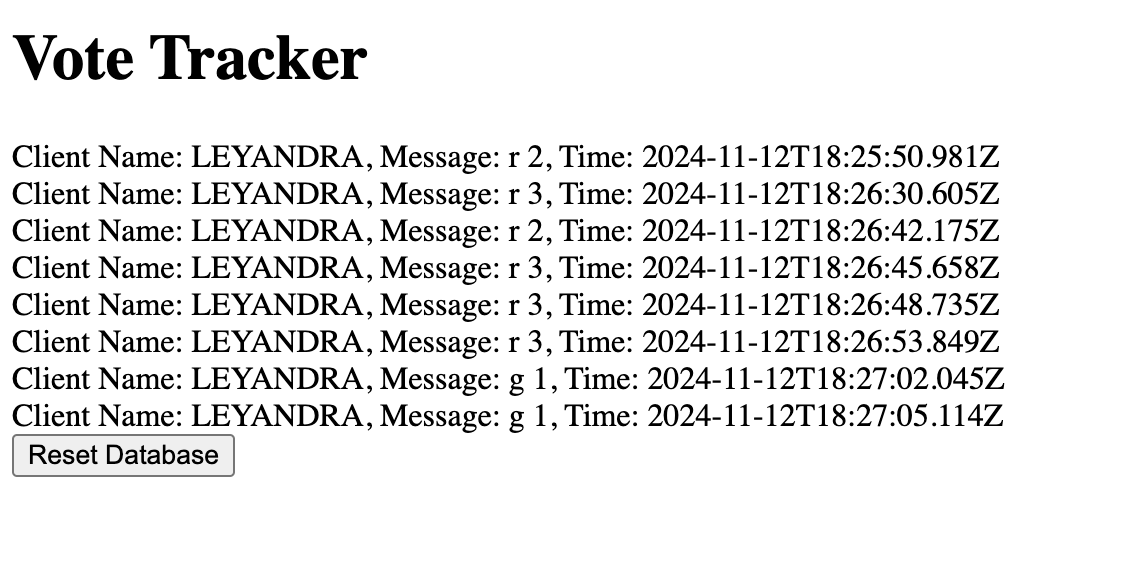 Vote Tracker
Client Name: LEYANDRA, Message: r 2, Time: 2024-11-12T18:25:50.981Z
Client Name: LEYANDRA, Message: r 3, Time: 2024-11-12T18:26:30.605Z
Client Name: LEYANDRA, Message: r 2, Time: 2024-11-12T18:26:42.175Z
Client Name: LEYANDRA, Message: r 3, Time: 2024-11-12T18:26:45.658Z
Client Name: LEYANDRA, Message: r 3, Time: 2024-11-12T18:26:48.735Z
Client Name: LEYANDRA, Message: r 3, Time: 2024-11-12T18:26:53.849Z
Client Name: LEYANDRA, Message: g 1, Time: 2024-11-12T18:27:02.045Z
Client Name: LEYANDRA, Message: g 1, Time: 2024-11-12T18:27:05.114Z
Reset Database